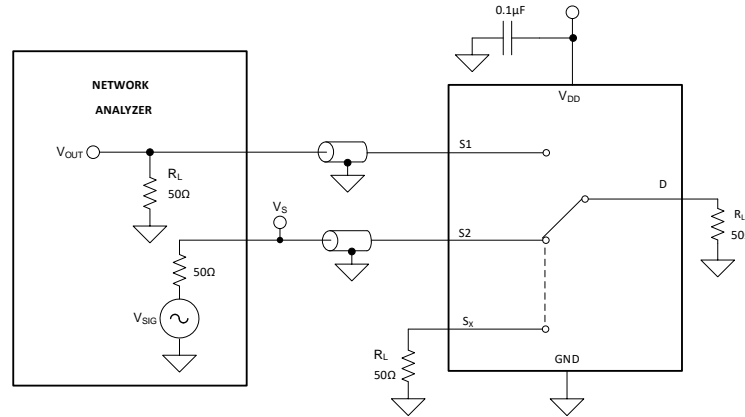 0.1µF
NETWORK
ANALYZER
VDD
VOUT
S1
RL
50Ω
D
VS
S2
RL
50
50Ω
VSIG
SX
RL
50Ω
GND